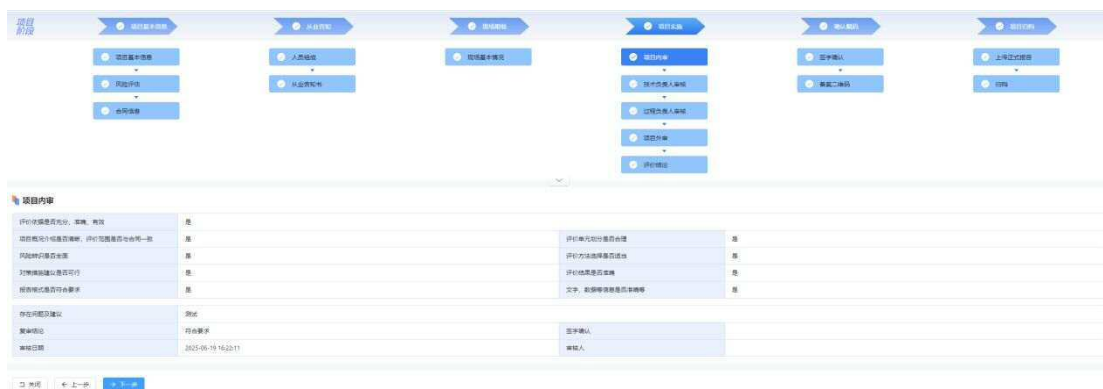 项目阶段
项目基本信息
从业告知
现场勘验
项目实施
确认赋码
项目归档
项目基本信息
人员组成
现场基本情况
项目内审
签字确认
上传正式报告
风险评估
从业告知书
技术负责人审核
查看二维码
归档
合同信息
过程负责人审核
项目外审
评价结论
项目内审
评价依据是否充分、准确、有效 是
项目概况介绍是否清晰、评价范围是否与合同一致 是 评价单元划分是否合理 是
风险辨识是否全面 是 评价方法选择是否适当 是
对策措施建议是否可行 是 评价结果是否准确 是
报告格式是否符合要求 是 文字、数据等信息是否准确等 是
存在问题及建议 测试
复审结论 符合要求 签字确认
审核日期 2025-06-19 16:22:11 审核人
关闭 上一步 下一步